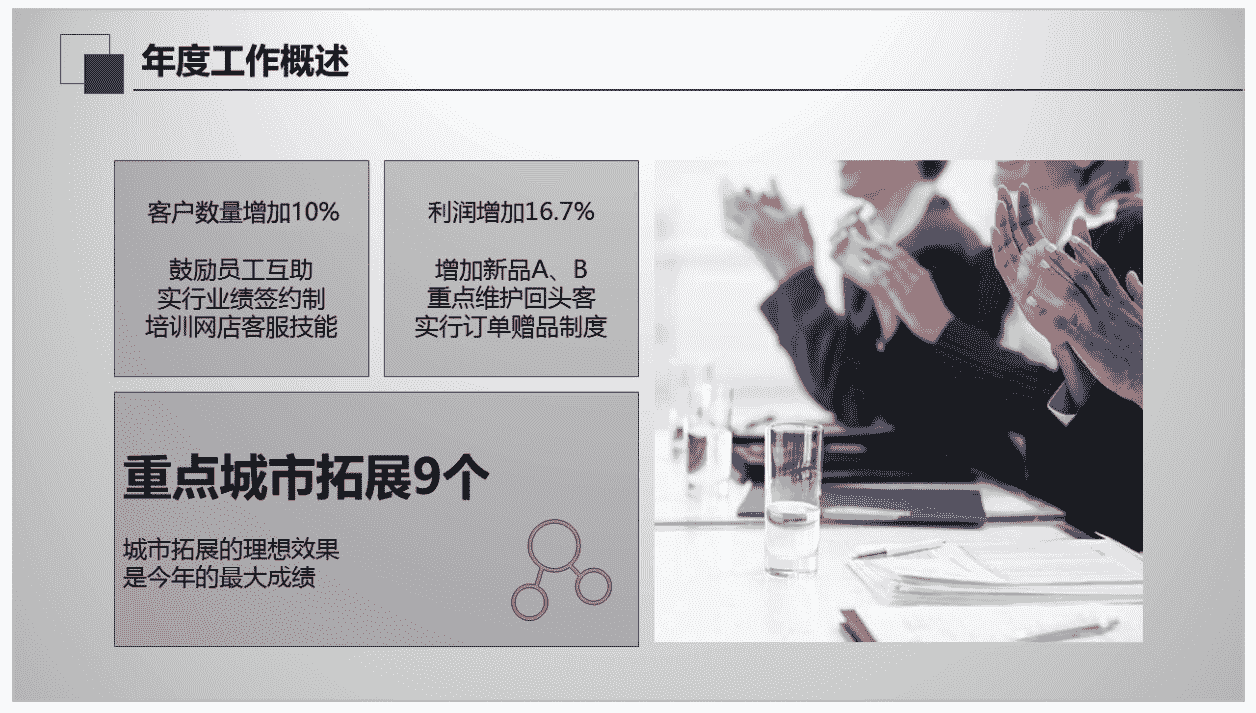 年度工作概述
客户数量增加10%
鼓励员工互助
实行业绩签约制
培训网店客服技能
利润增加16.7%
增加新品A、B
重点维护回头客
实行订单赠品制度
重点城市拓展9个
城市拓展的理想效果
是今年的最大成绩